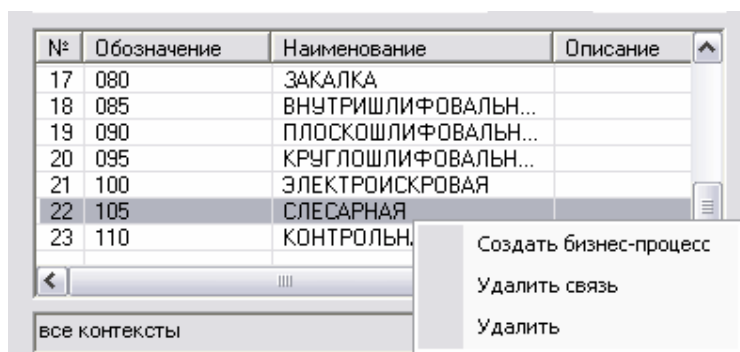 № Обозначение Наименование Описание
17 080 ЗАКАЛКА
18 085 ВНУТРИШЛИФОВАЛЬН...
19 090 ПЛОСКОШЛИФОВАЛЬН...
20 095 КРУГЛОШЛИФОВАЛЬН...
21 100 ЭЛЕКТРОИСКРОВАЯ
22 105 СЛЕСАРНАЯ
23 110 КОНТРОЛЬН
Создать бизнес-процесс
Удалить связь
Удалить
все контексты